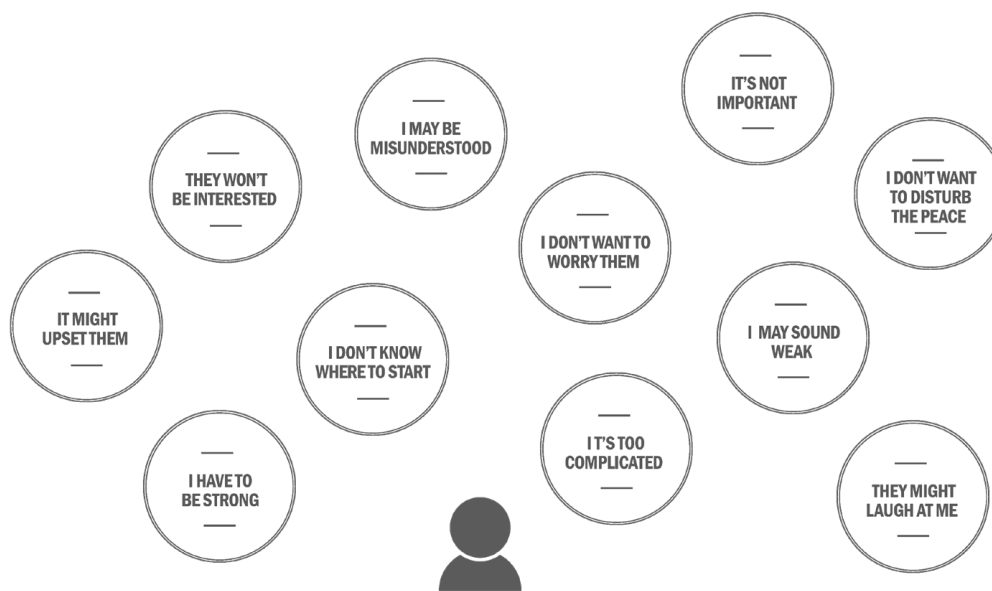 IT'S NOT
IMPORTANT
I MAY BE
MISUNDERSTOOD
THEY WON'T
BE INTERESTED
I DON'T WANT
TO DISTURB
THE PEACE
I DON'T WANT TO
WORRY THEM
IT MIGHT
UPSET THEM
I DON'T KNOW
WHERE TO START
I MAY SOUND
WEAK
I HAVE TO
BE STRONG
I T'S TOO
COMPLICATED
THEY MIGHT
LAUGH AT ME